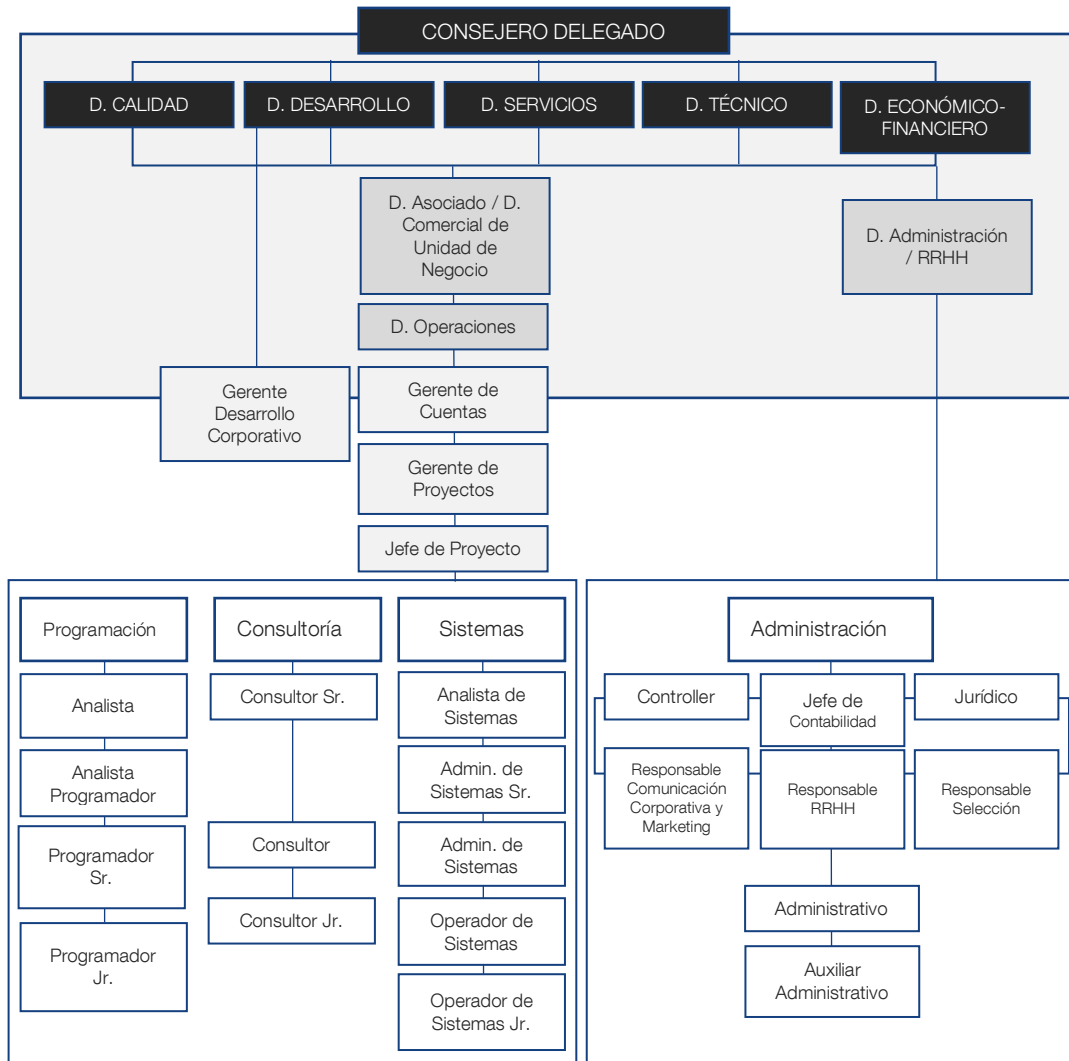 CONSEJERO DELEGADO
D. CALIDAD
D. DESARROLLO
D. SERVICIOS
D. TÉCNICO
D. ECONÓMICO-
FINANCIERO
D. Asociado / D.
Comercial de
Unidad de
Negocio
D. Administración
/ RRHH
D. Operaciones
Gerente
Desarrollo
Corporativo
Gerente de
Cuentas
Gerente de
Proyectos
Jefe de Proyecto
Programación
Analista
Analista
Programador
Programador
Sr.
Programador
Jr.
Consultoría
Consultor Sr.
Consultor
Consultor Jr.
Sistemas
Analista de
Sistemas
Admin. de
Sistemas Sr.
Admin. de
Sistemas
Operador de
Sistemas
Operador de
Sistemas Jr.
Administración
Controller
Jefe de
Contabilidad
Jurídico
Responsable
Comunicación
Corporativa y
Marketing
Responsable
RRHH
Responsable
Selección
Administrativo
Auxiliar
Administrativo